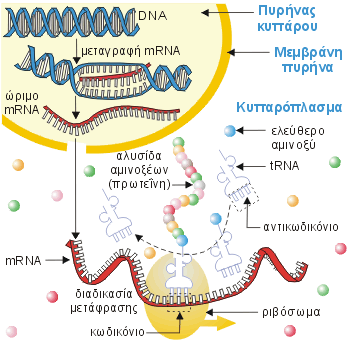 DNA
Πυρήνας
κυττάρου
μεταγραφή mRNA
Μεμβράνη
πυρήνα
ώριμο
mRNA
Κυτταρόπλασμα
ελεύθερο
αμινοξύ
αλυσίδα
αμινοξέων
(πρωτεΐνη)
tRNA
αντικωδικόνιο
mRNA
διαδικασία
μετάφρασης
ριβόσωμα
κωδικόνιο